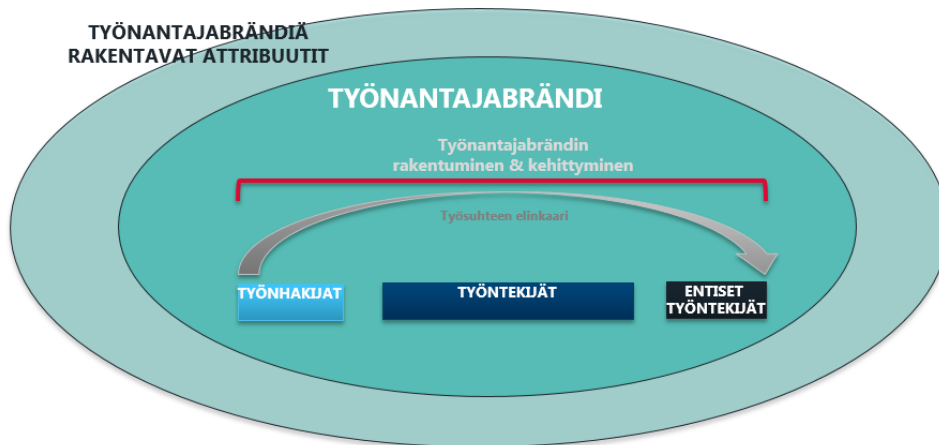 TYÖNANTAJABRÄNDIÄ
RAKENTAVAT ATTRIBUUTIT
TYÖNANTAJABRÄNDI
Työnantajabrändin
rakentuminen & kehittyminen
Työsuhteen elinkaari
TYÖNHAKIJAT
TYÖNTEKIJÄT
ENTISET
TYÖNTEKIJÄT